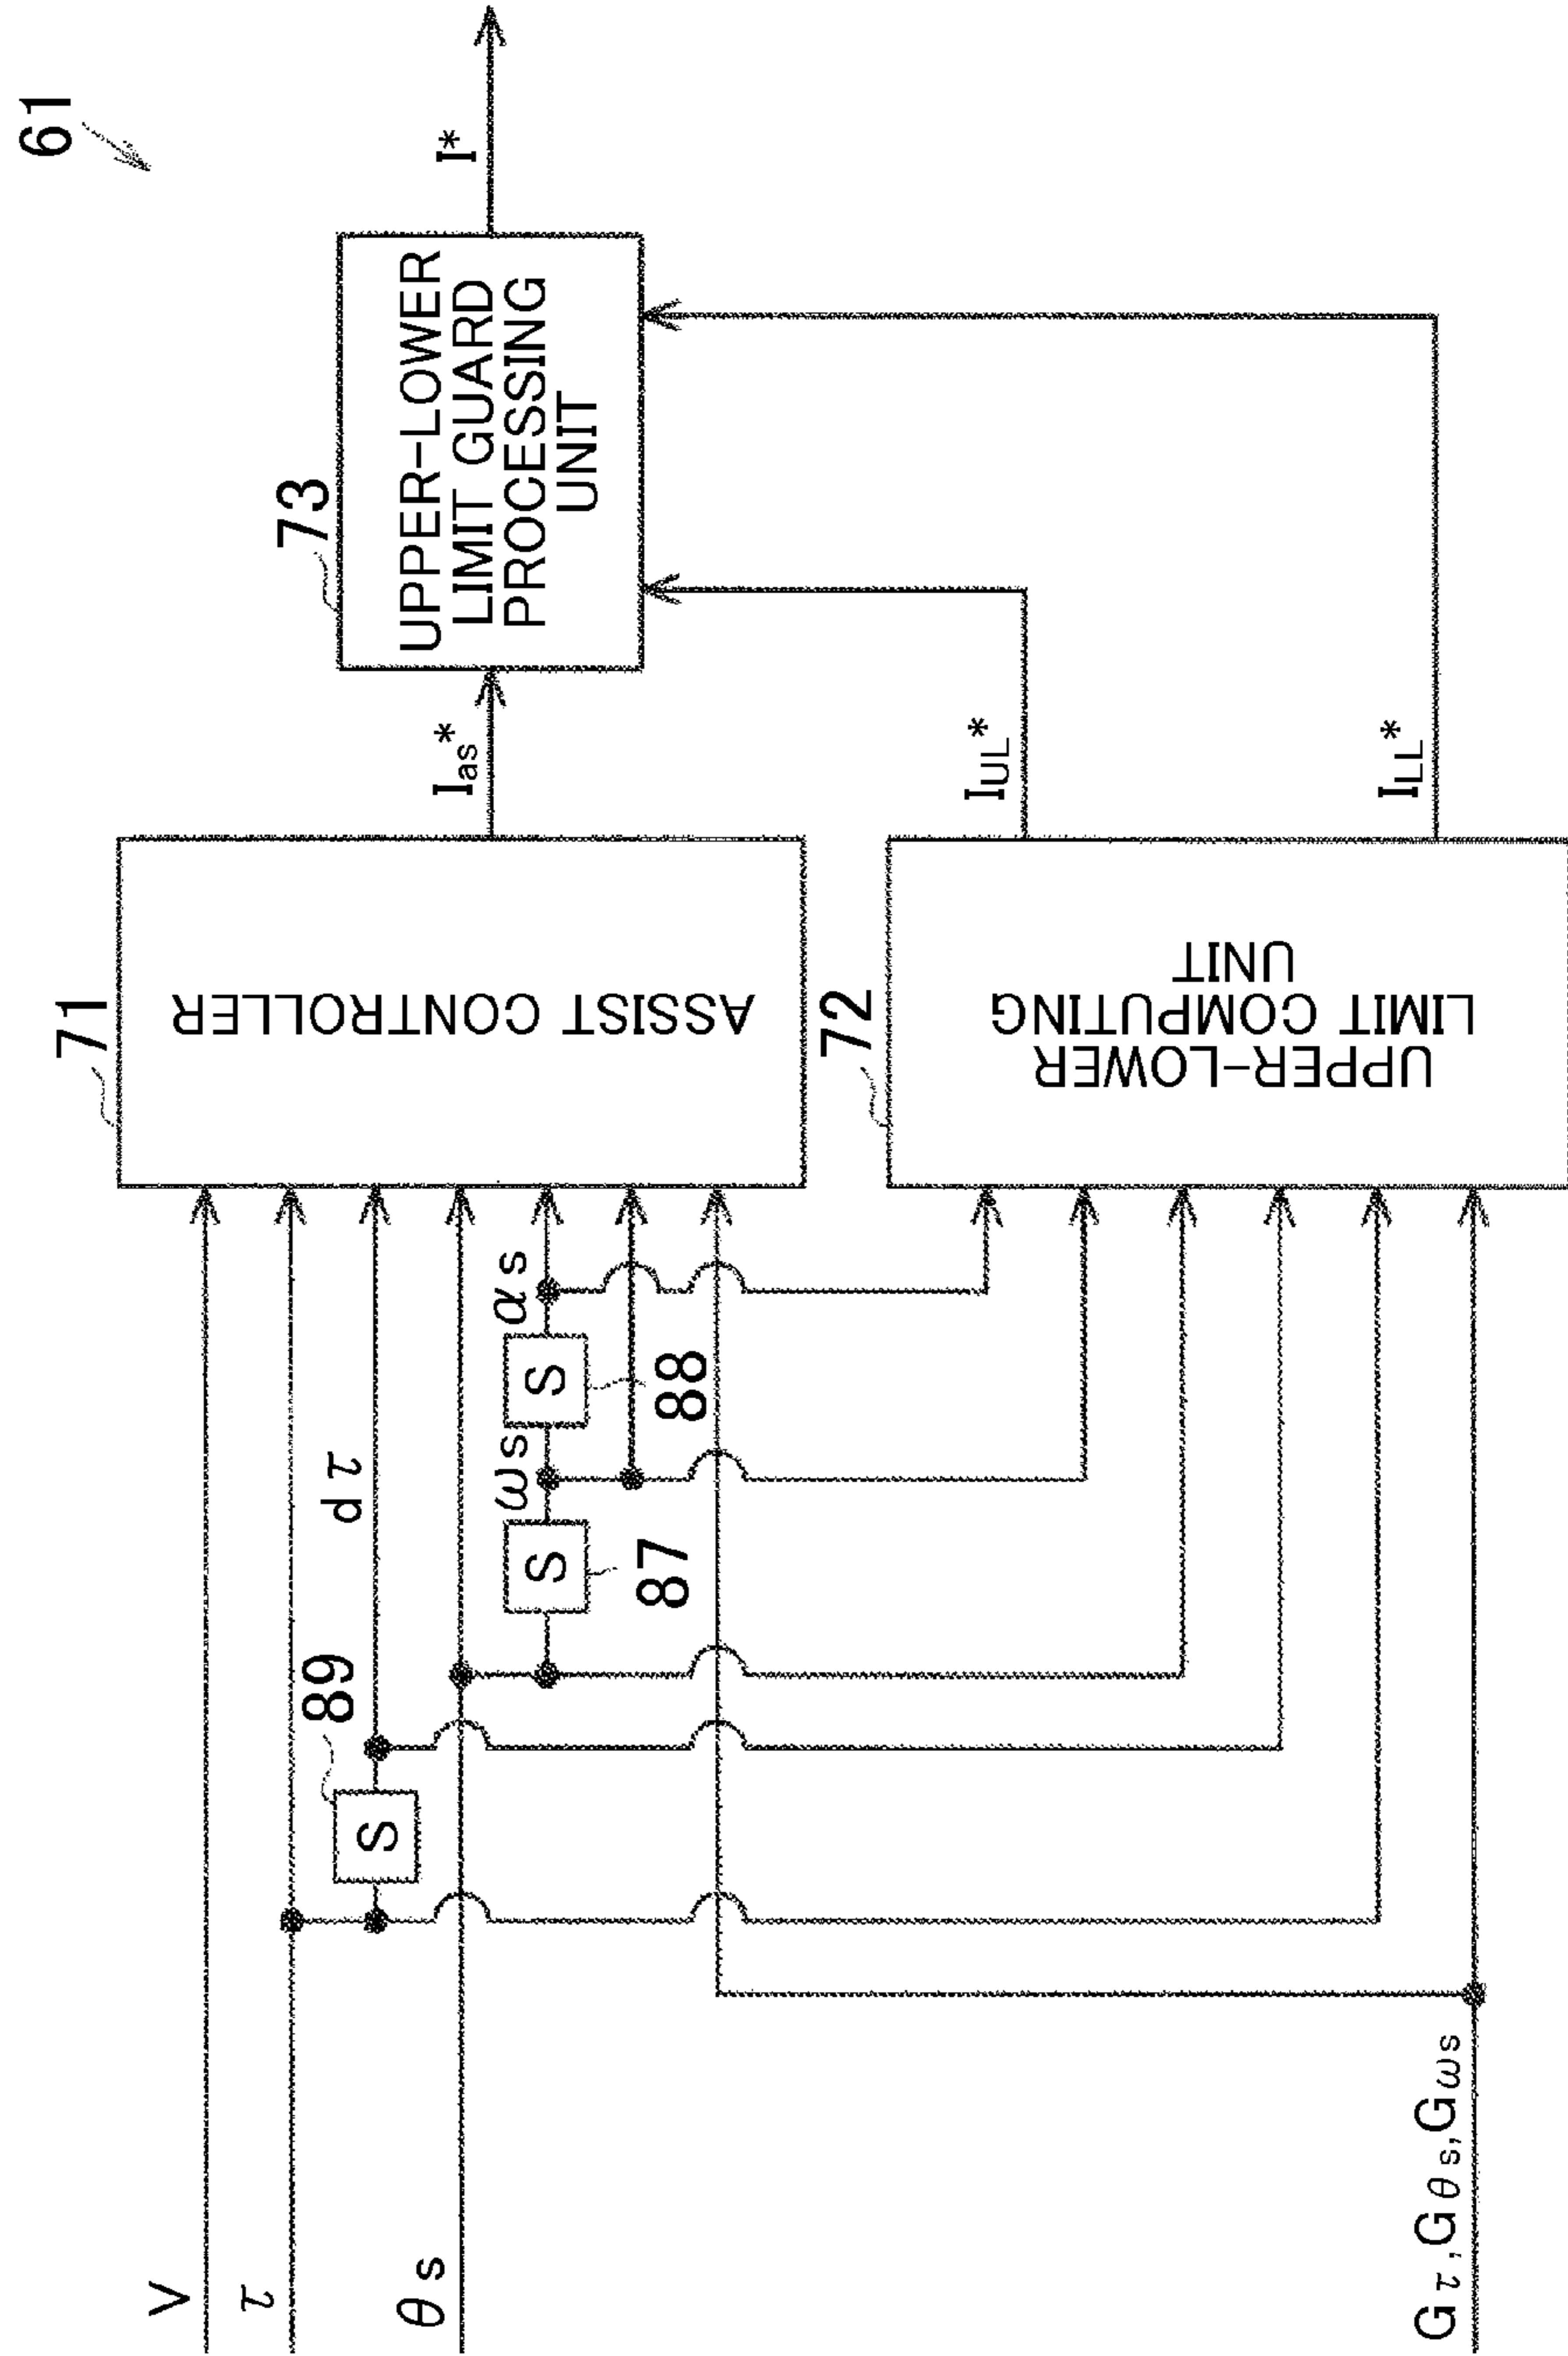 61
V
τ
θs
Gτ,Gθs,Gωs
89
S
dτ
87
S
ωs
88
S
αs
71
ASSIST CONTROLLER
72
UPPER-LOWER
LIMIT COMPUTING
UNIT
Ias*
IUL*
ILL*
73
UPPER-LOWER
LIMIT GUARD
PROCESSING
UNIT
I*